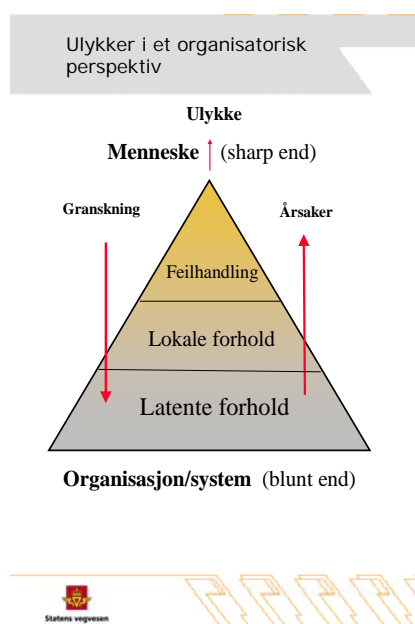 Ulykker i et organisatorisk
perspektiv
Ulykke
Menneske (sharp end)
Granskning
Årsaker
Feilhandling
Lokale forhold
Latente forhold
Organisasjon/system (blunt end)
Statens vegvesen